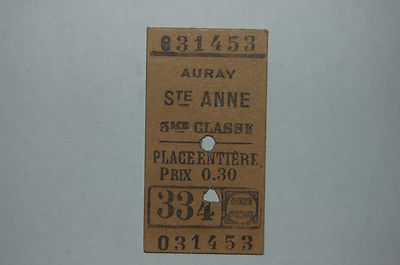 031453
AURAY
STE ANNE
3ME CLASSE
PLACE ENTIÈRE.
PRIX 0.30
334
031453